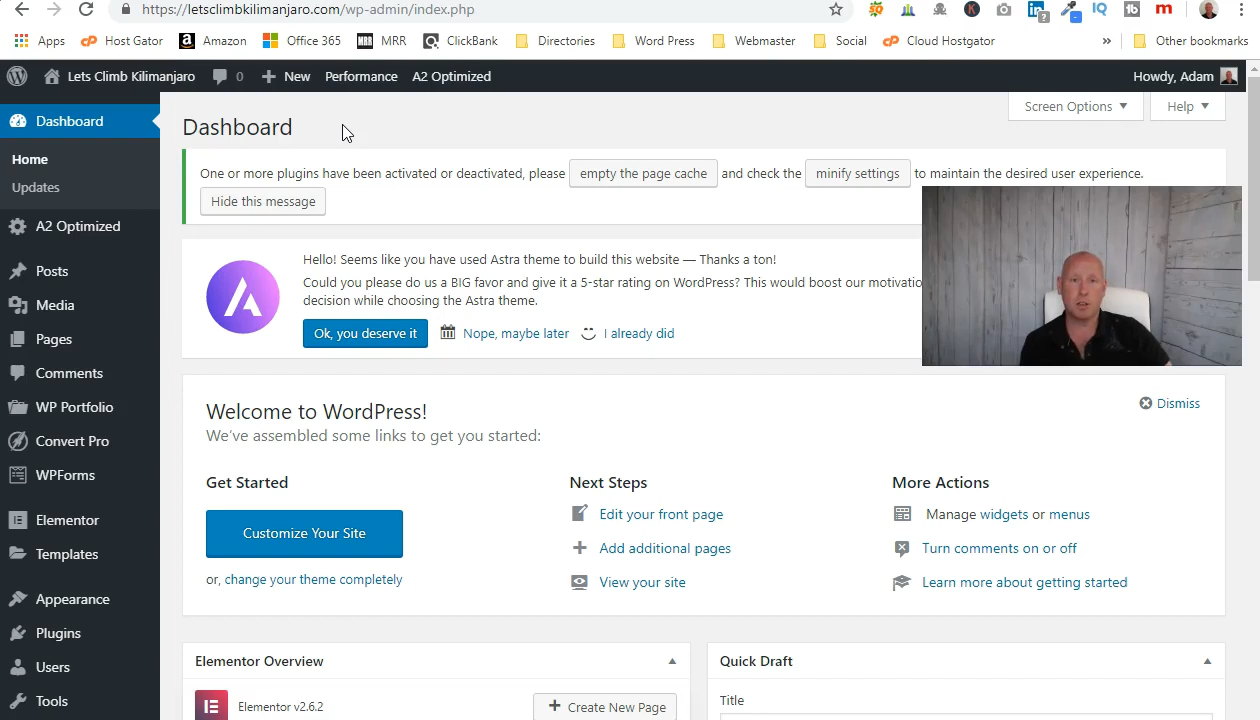 https://letsclimbkilimanjaro.com/wp-admin/index.php
Apps
Host Gator
Amazon
Office 365
MRR
MRR
ClickBank
Directories
Word Press
Webmaster
Social
Cloud Hostgator
»
Other bookmarks
Lets Climb Kilimanjaro
0
New
Performance
A2 Optimized
Howdy, Adam
Screen Options
Help
Dashboard
Home
Updates
A2 Optimized
Posts
Media
Pages
Comments
WP Portfolio
Convert Pro
WPForms
Elementor
Templates
Appearance
Plugins
Users
Tools
Dashboard
One or more plugins have been activated or deactivated, please empty the page cache and check the minify settings to maintain the desired user experience.
Hide this message
Hello! Seems like you have used Astra theme to build this website — Thanks a ton!
Could you please do us a BIG favor and give it a 5-star rating on WordPress? This would boost our motivatio
decision while choosing the Astra theme.
Ok, you deserve it
Nope, maybe later
I already did
Welcome to WordPress!
We've assembled some links to get you started:
Dismiss
Get Started
Customize Your Site
or, change your theme completely
Next Steps
Edit your front page
Add additional pages
View your site
More Actions
Manage widgets or menus
Turn comments on or off
Learn more about getting started
Elementor Overview
Elementor v2.6.2
Create New Page
Quick Draft
Title